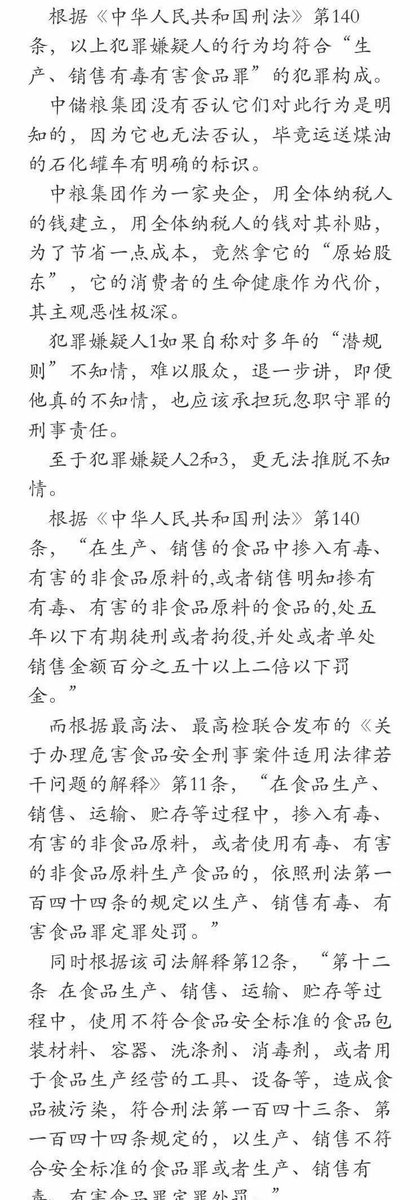 根据《中华人民共和国刑法》第140
条，以上犯罪嫌疑人的行为均符合“生
产、销售有毒有害食品罪”的犯罪构成。
中储粮集团没有否认它们对此行为是明
知的，因为它也无法否认，毕竟运送煤油
的石化罐车有明确的标识。
中粮集团作为一家央企，用全体纳税人
的钱建立，用全体纳税人的钱对其补贴，
为了节省一点成本，竟然拿它的“原始股
东”，它的消费者的生命健康作为代价，
其主观恶性极深。
犯罪嫌疑人1如果自称对多年的“潜规
则”不知情，难以服众，退一步讲，即便
他真的不知情，也应该承担玩忽职守罪的
刑事责任。
至于犯罪嫌疑人2和3，更无法推脱不知
情。
根据《中华人民共和国刑法》第140
条，“在生产、销售的食品中掺入有毒、
有害的非食品原料的,或者销售明知掺有
有毒、有害的非食品原料的食品的,处五
年以下有期徒刑或者拘役,并处或者单处
销售金额百分之五十以上二倍以下罚
金。”
而根据最高法、最高检联合发布的《关
于办理危害食品安全刑事案件适用法律若
干问题的解释》第11条，“在食品生产、
销售、运输、贮存等过程中，掺入有毒、
有害的非食品原料，或者使用有毒、有害
的非食品原料生产食品的，依照刑法第一
百四十四条的规定以生产、销售有毒、有
害食品罪定罪处罚。”
同时根据该司法解释第12条，“第十二
条 在食品生产、销售、运输、贮存等过
程中，使用不符合食品安全标准的食品包
装材料、容器、洗涤剂、消毒剂，或者用
于食品生产经营的工具、设备等，造成食
品被污染，符合刑法第一百四十三条、第
一百四十四条规定的，以生产、销售不符
合安全标准的食品罪或者生产、销售有
毒、有害食品罪定罪处罚。”